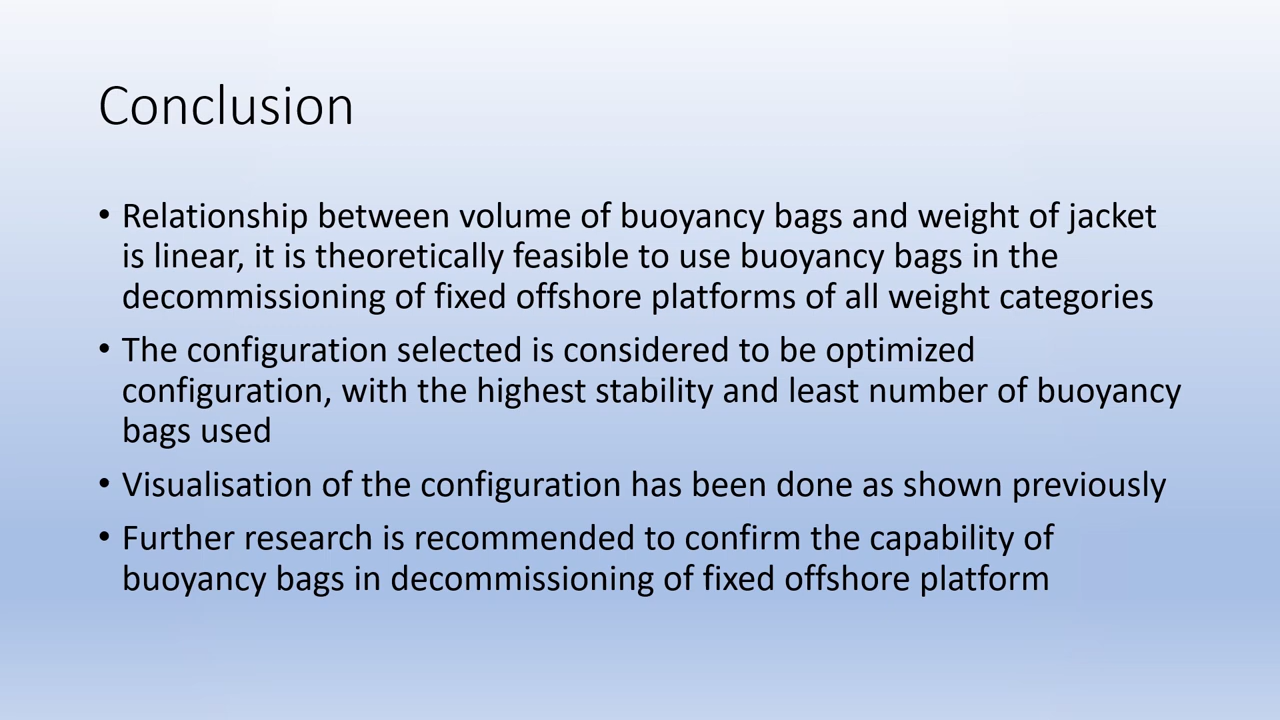 Conclusion
• Relationship between volume of buoyancy bags and weight of jacket
is linear, it is theoretically feasible to use buoyancy bags in the
decommissioning of fixed offshore platforms of all weight categories
• The configuration selected is considered to be optimized
configuration, with the highest stability and least number of buoyancy
bags used
• Visualisation of the configuration has been done as shown previously
• Further research is recommended to confirm the capability of
buoyancy bags in decommissioning of fixed offshore platform